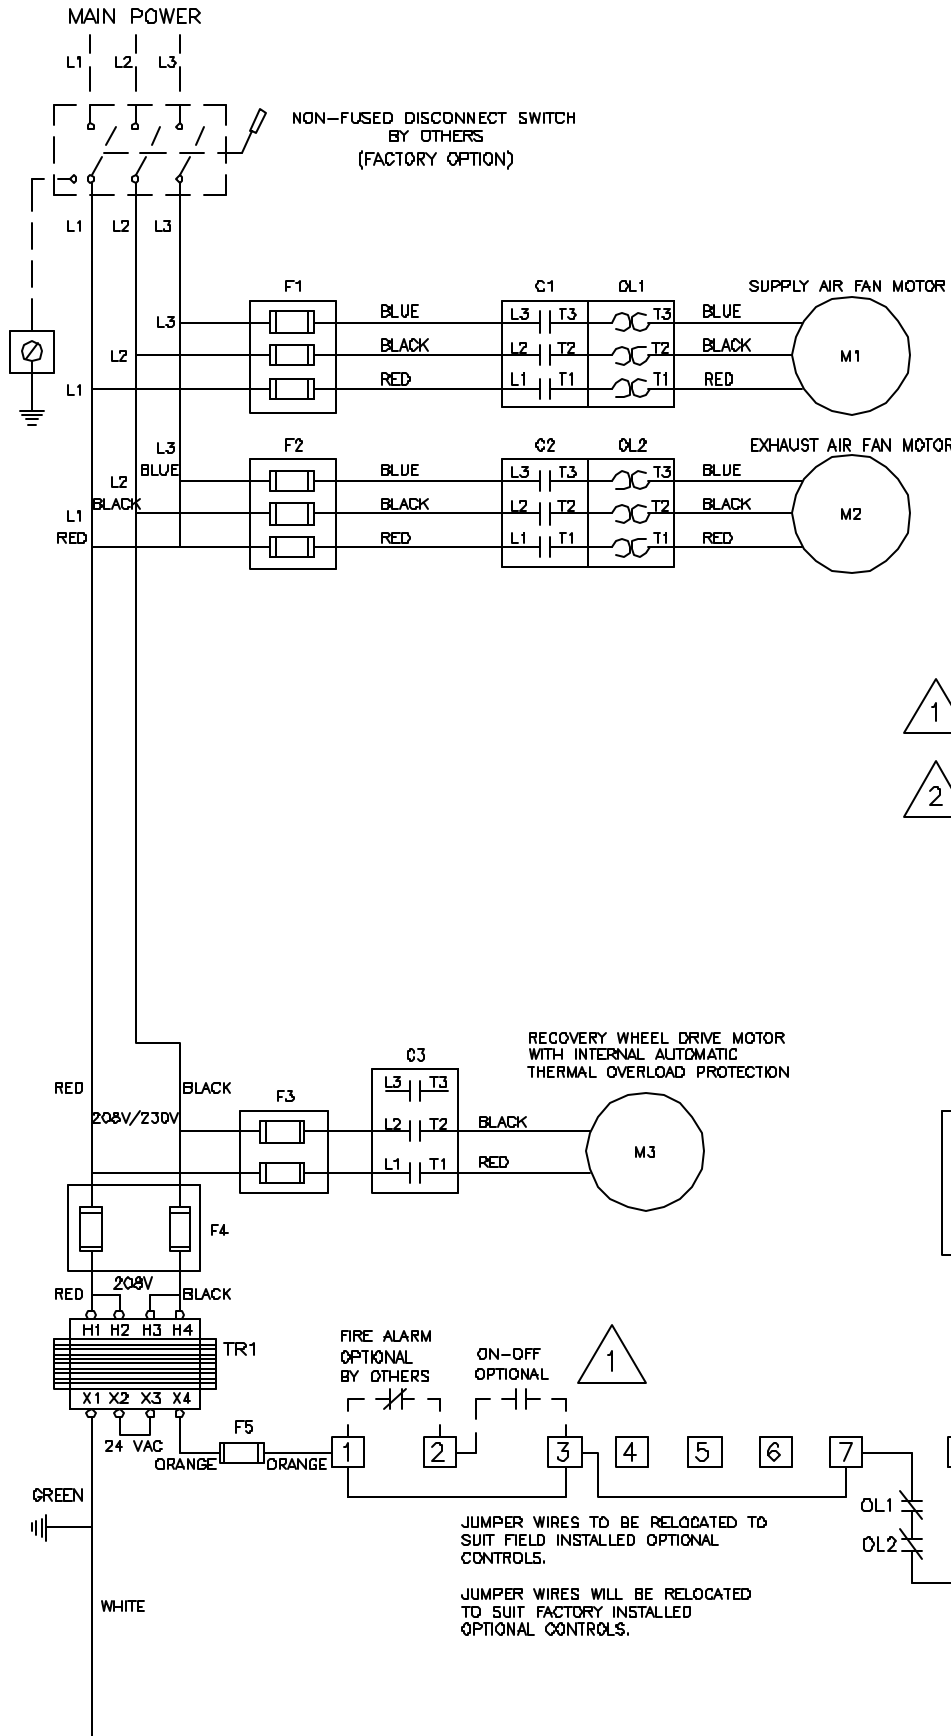 MAIN POWER
L1 L2 L3
NON-FUSED DISCONNECT SWITCH
BY OTHERS
(FACTORY OPTION)
L1 L2 L3
F1 C1 OL1 SUPPLY AIR FAN MOTOR
L3 BLUE L3 T3 T3 BLUE
L2 BLACK L2 T2 T2 BLACK M1
L1 RED L1 T1 T1 RED
L3 F2 C2 OL2 EXHAUST AIR FAN MOTOR
BLUE BLUE L3 T3 T3 BLUE
L2
BLACK BLACK L2 T2 T2 BLACK M2
L1
RED RED L1 T1 T1 RED
1
2
RECOVERY WHEEL DRIVE MOTOR
WITH INTERNAL AUTOMATIC
THERMAL OVERLOAD PROTECTION
C3
RED BLACK F3 L3 T3
208V/230V L2 T2 BLACK
L1 T1 RED M3
F4
208V
RED BLACK
H1 H2 H3 H4
TR1
X1 X2 X3 X4
FIRE ALARM
OPTIONAL
BY OTHERS
ON-OFF
OPTIONAL
1
24 VAC
F5
ORANGE ORANGE
1 2 3 4 5 6 7
GREEN
OL1
OL2
JUMPER WIRES TO BE RELOCATED TO
SUIT FIELD INSTALLED OPTIONAL
CONTROLS.
JUMPER WIRES WILL BE RELOCATED
TO SUIT FACTORY INSTALLED
OPTIONAL CONTROLS.
WHITE